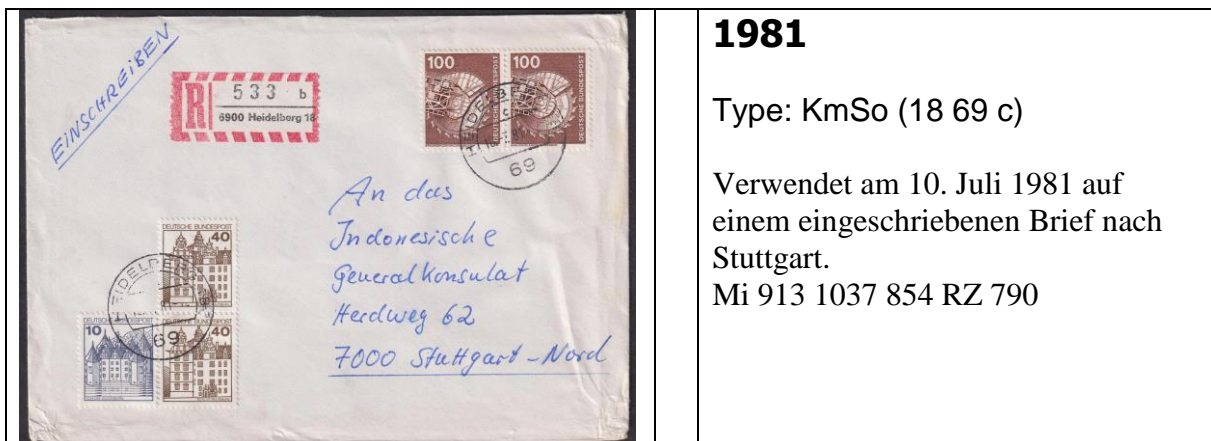 EINSCHREIBEN
R
533 b
6900 Heidelberg 18
100
100
DEUTSCHE BUNDESPOST
DEUTSCHE BUNDESPOST
69
An das
Indonesische
Generalkonsulat
Herdweg 62
7000 Stuttgart-Nord
DEUTSCHE BUNDESPOST
40
69
10
DEUTSCHE BUNDESPOST
DEUTSCHE BUNDESPOST
40
1981
Type: KmSo (18 69 c)
Verwendet am 10. Juli 1981 auf
einem eingeschriebenen Brief nach
Stuttgart.
Mi 913 1037 854 RZ 790